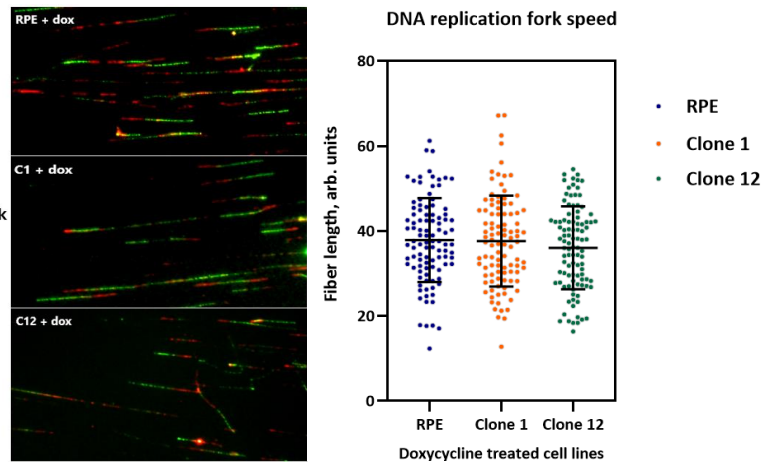 RPE + dox
C1 + dox
C12 + dox
k
DNA replication fork speed
Fiber length, arb. units
80
60
40
20
0
RPE
Clone 1
Clone 12
Doxycycline treated cell lines
RPE
Clone 1
Clone 12